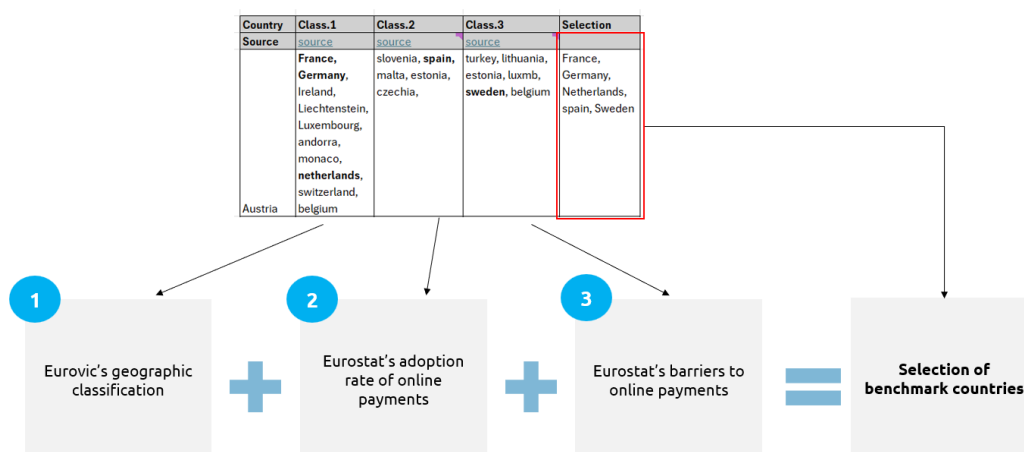 Country Class.1 Class.2 Class.3 Selection
Source source source source
France, slovenia, spain, turkey, lithuania, France,
Germany, malta, estonia, estonia, luxmb, Germany,
Ireland, czechia, sweden, belgium Netherlands,
Liechtenstein, spain, Sweden
Luxembourg,
andorra,
monaco,
netherlands,
switzerland,
Austria belgium
1
2
3
Eurovic's geographic
classification
Eurostat's adoption
rate of online
payments
Eurostat's barriers to
online payments
Selection of
benchmark countries